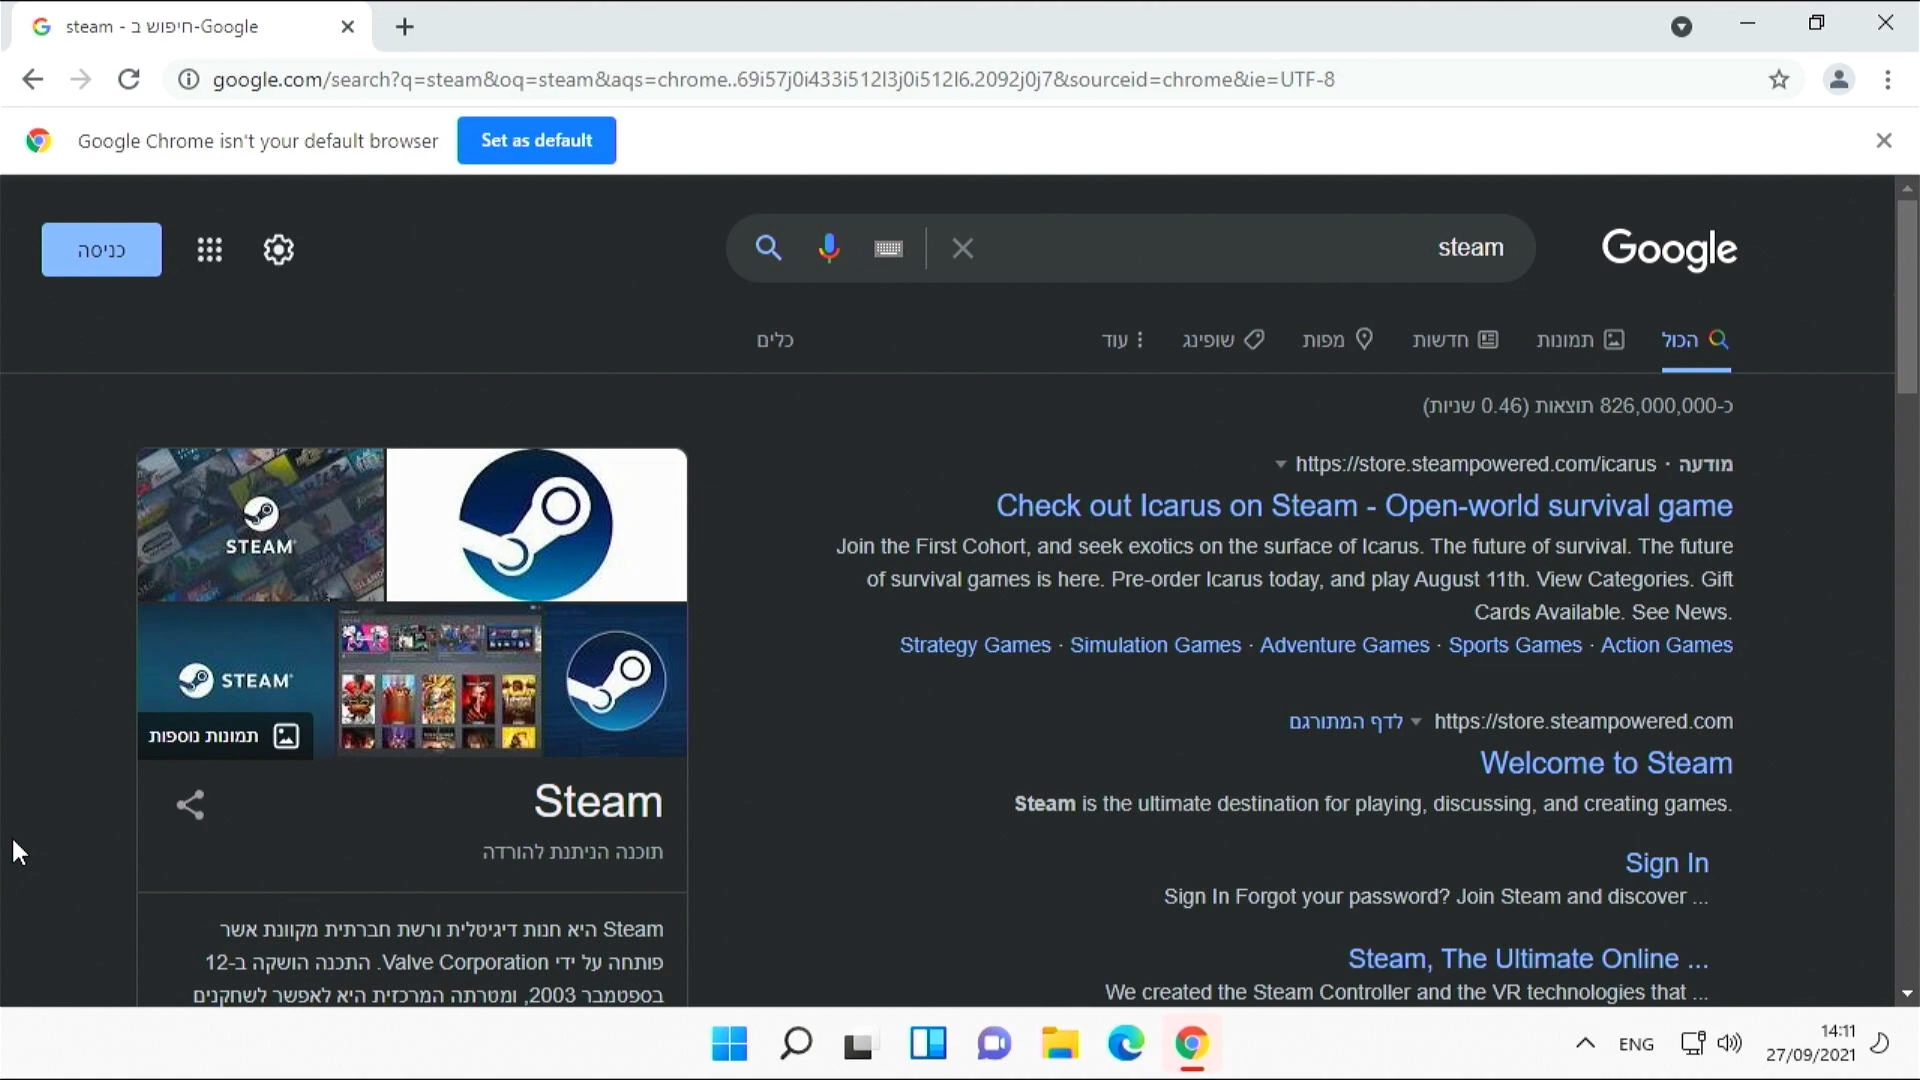 steam - חיפוש ב-Google
google.com/search?q=steam&oq=steam&aqs=chrome..69i57j0i433i512l3j0i512l6.2092j0j7&sourceid=chrome&ie=UTF-8
Google Chrome isn't your default browser
Set as default
Google
steam
כניסה
הכול
תמונות
חדשות
מפות
שופינג
עוד
כלים
כ-826,000,000 תוצאות (0.46 שניות)
מודעה · https://store.steampowered.com/icarus
Check out Icarus on Steam - Open-world survival game
Join the First Cohort, and seek exotics on the surface of Icarus. The future of survival. The future
of survival games is here. Pre-order Icarus today, and play August 11th. View Categories. Gift
Cards Available. See News.
Strategy Games · Simulation Games · Adventure Games · Sports Games · Action Games
https://store.steampowered.com לדף המתורגם
Welcome to Steam
Steam is the ultimate destination for playing, discussing, and creating games.
Sign In
Sign In Forgot your password? Join Steam and discover ...
Steam, The Ultimate Online ...
We created the Steam Controller and the VR technologies that ...
STEAM
STEAM
תמונות נוספות
Steam
תוכנה הניתנת להורדה
Steam היא חנות דיגיטלית ורשת חברתית מקוונת אשר
פותחה על ידי Valve Corporation. התכנה הושקה ב-12
בספטמבר 2003, ומטרתה המרכזית היא לאפשר לשחקנים
ENG
14:11
27/09/2021